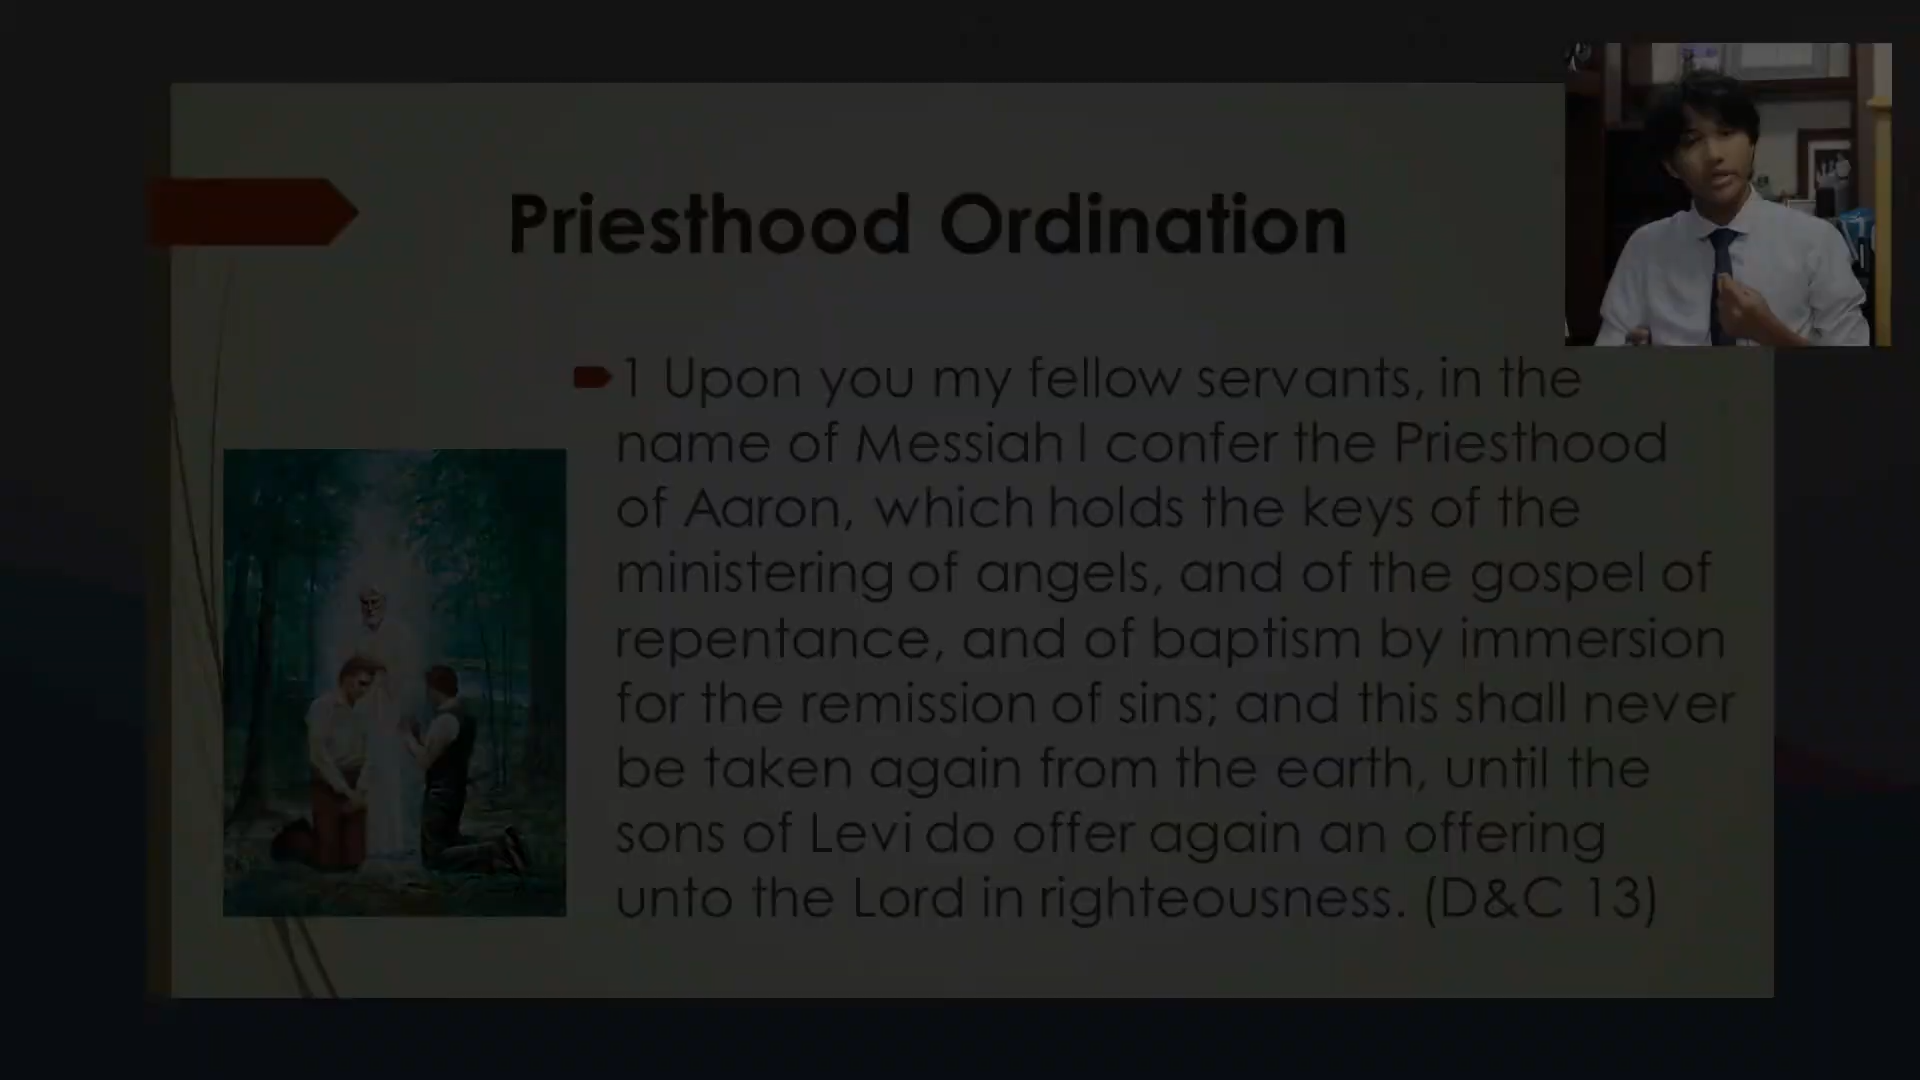 Priesthood Ordination
1 Upon you my fellow servants, in the
name of Messiah I confer the Priesthood
of Aaron, which holds the keys of the
ministering of angels, and of the gospel of
repentance, and of baptism by immersion
for the remission of sins; and this shall never
be taken again from the earth, until the
sons of Levi do offer again an offering
unto the Lord in righteousness. (D&C 13)